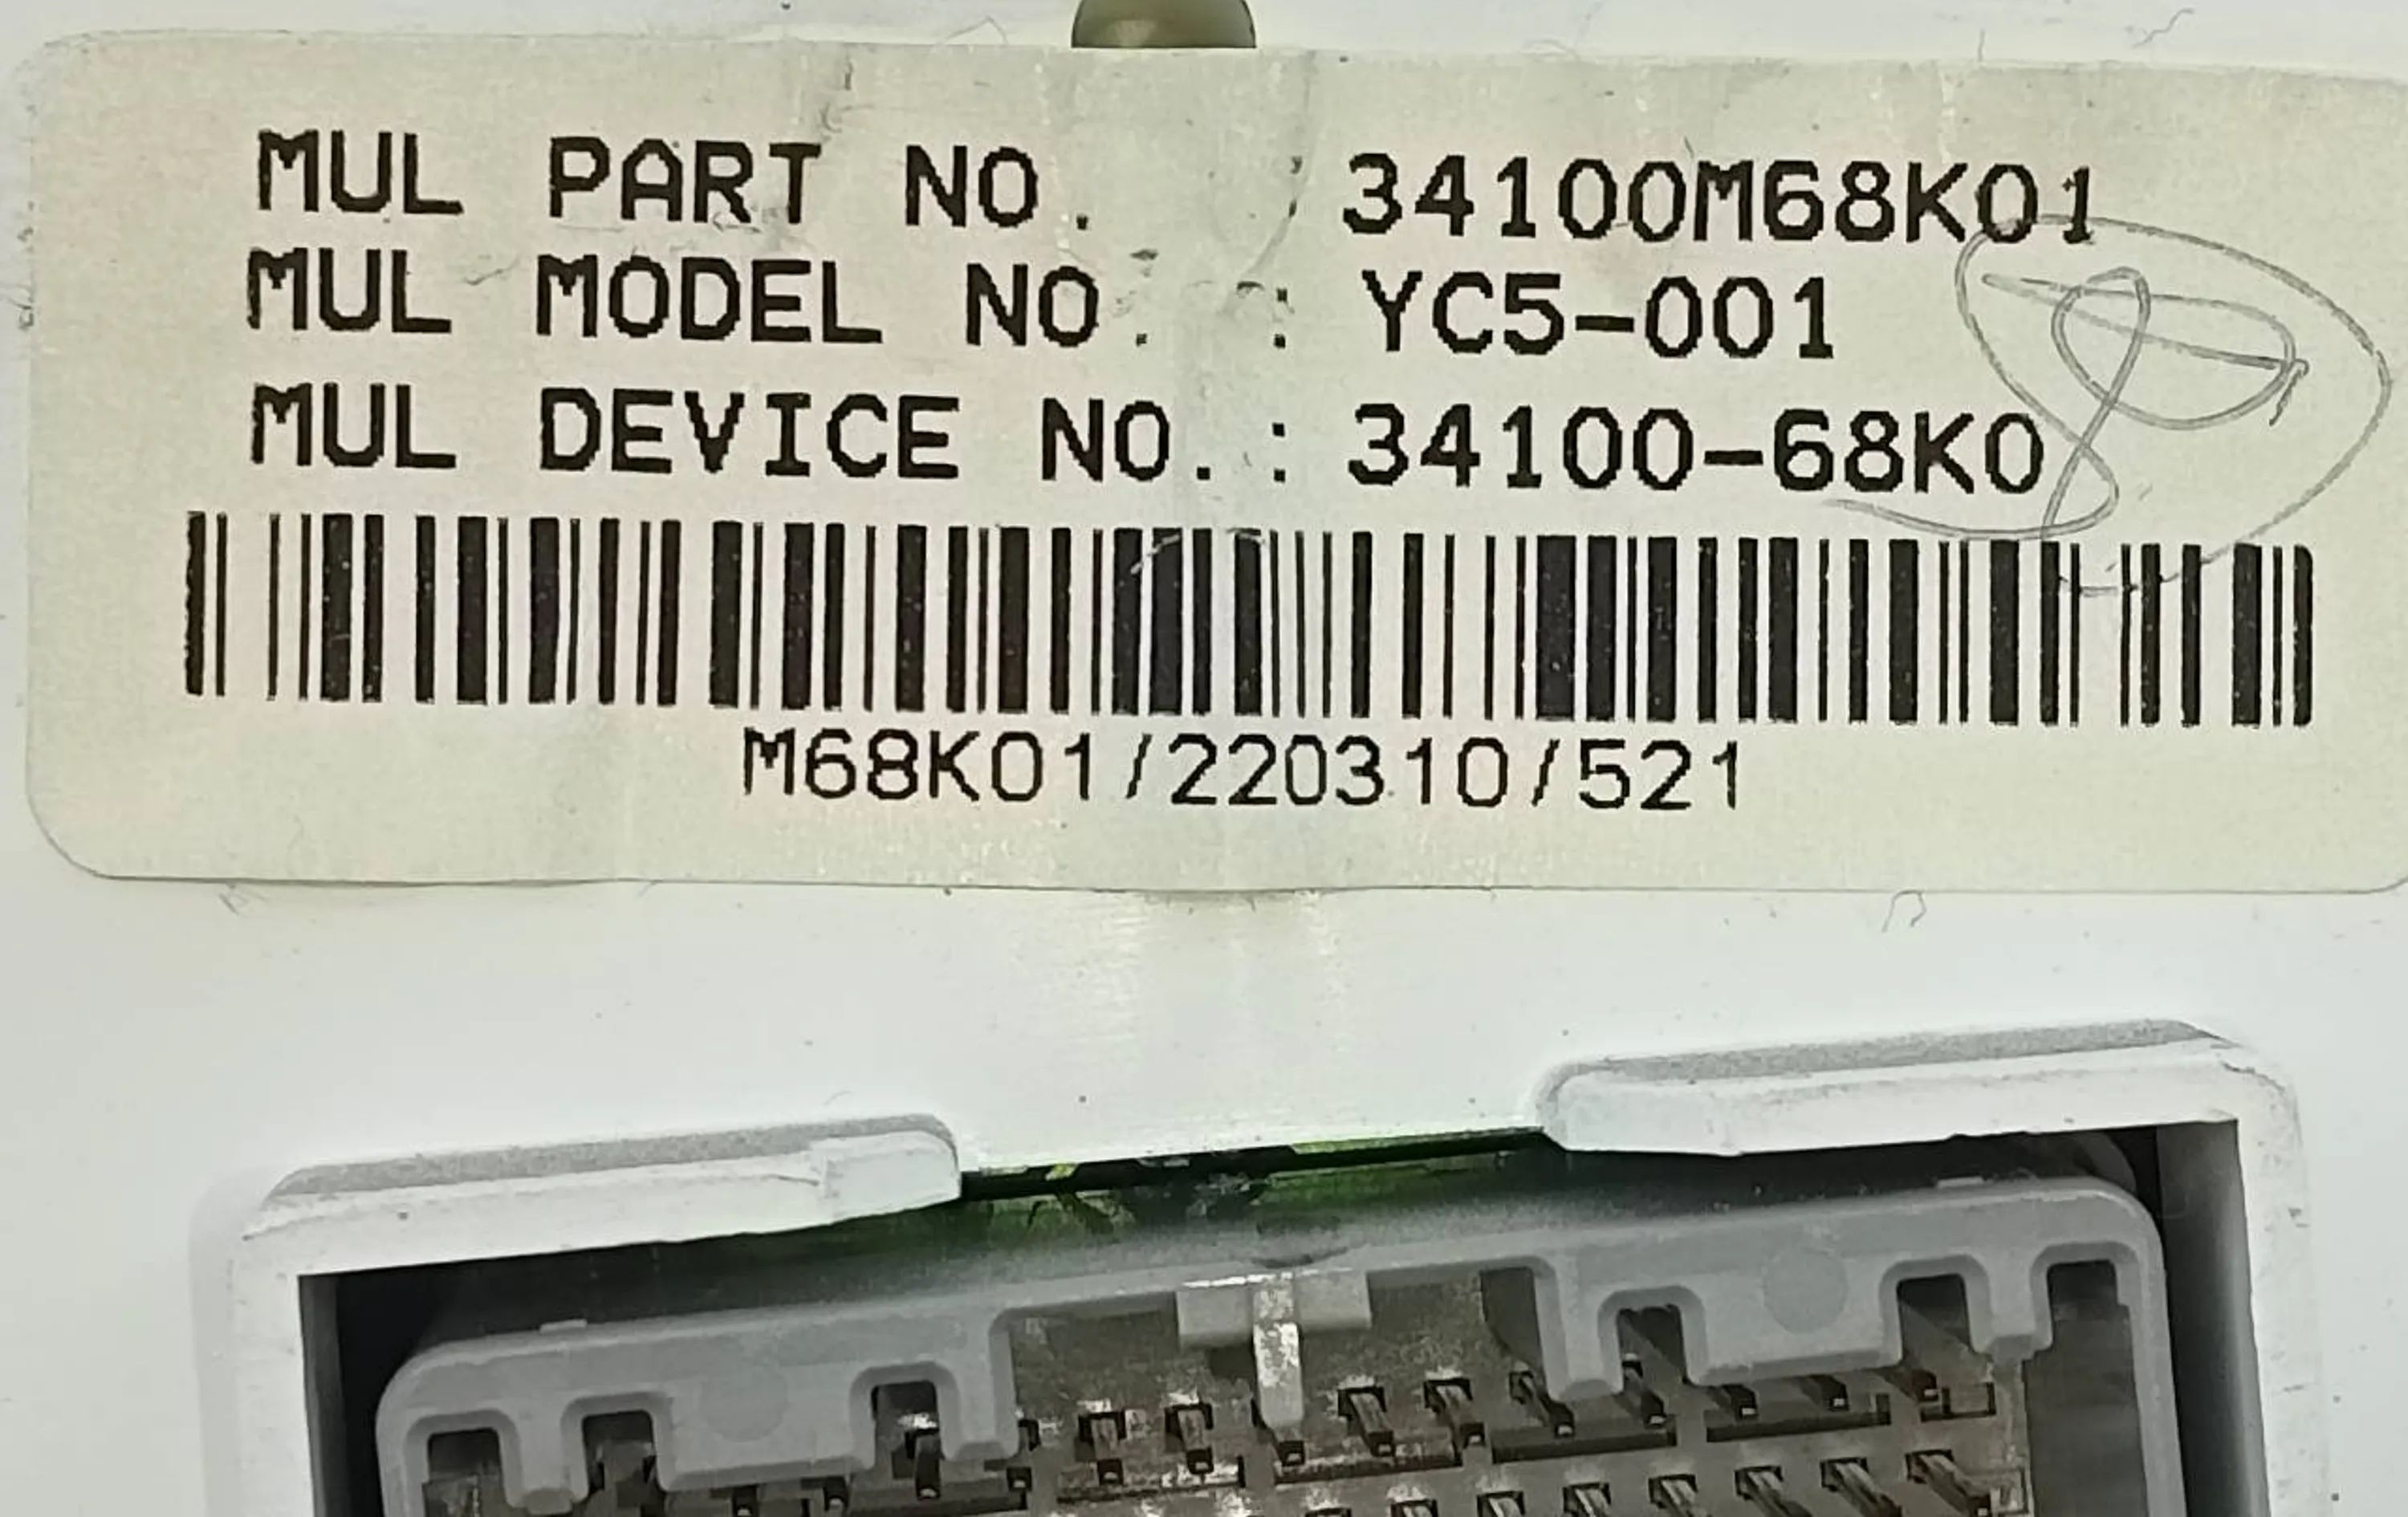 MUL PART NO. : 34100M68K01
MUL MODEL NO. : YC5-001
MUL DEVICE NO.: 34100-68K0
M68K01/220310/521